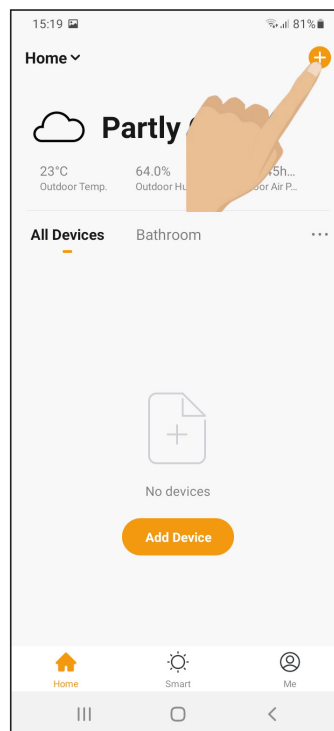 15:19 81%
Home
Partly
23°C 64.0%
Outdoor Temp. Outdoor
All Devices Bathroom
No devices
Add Device
Home Smart Me